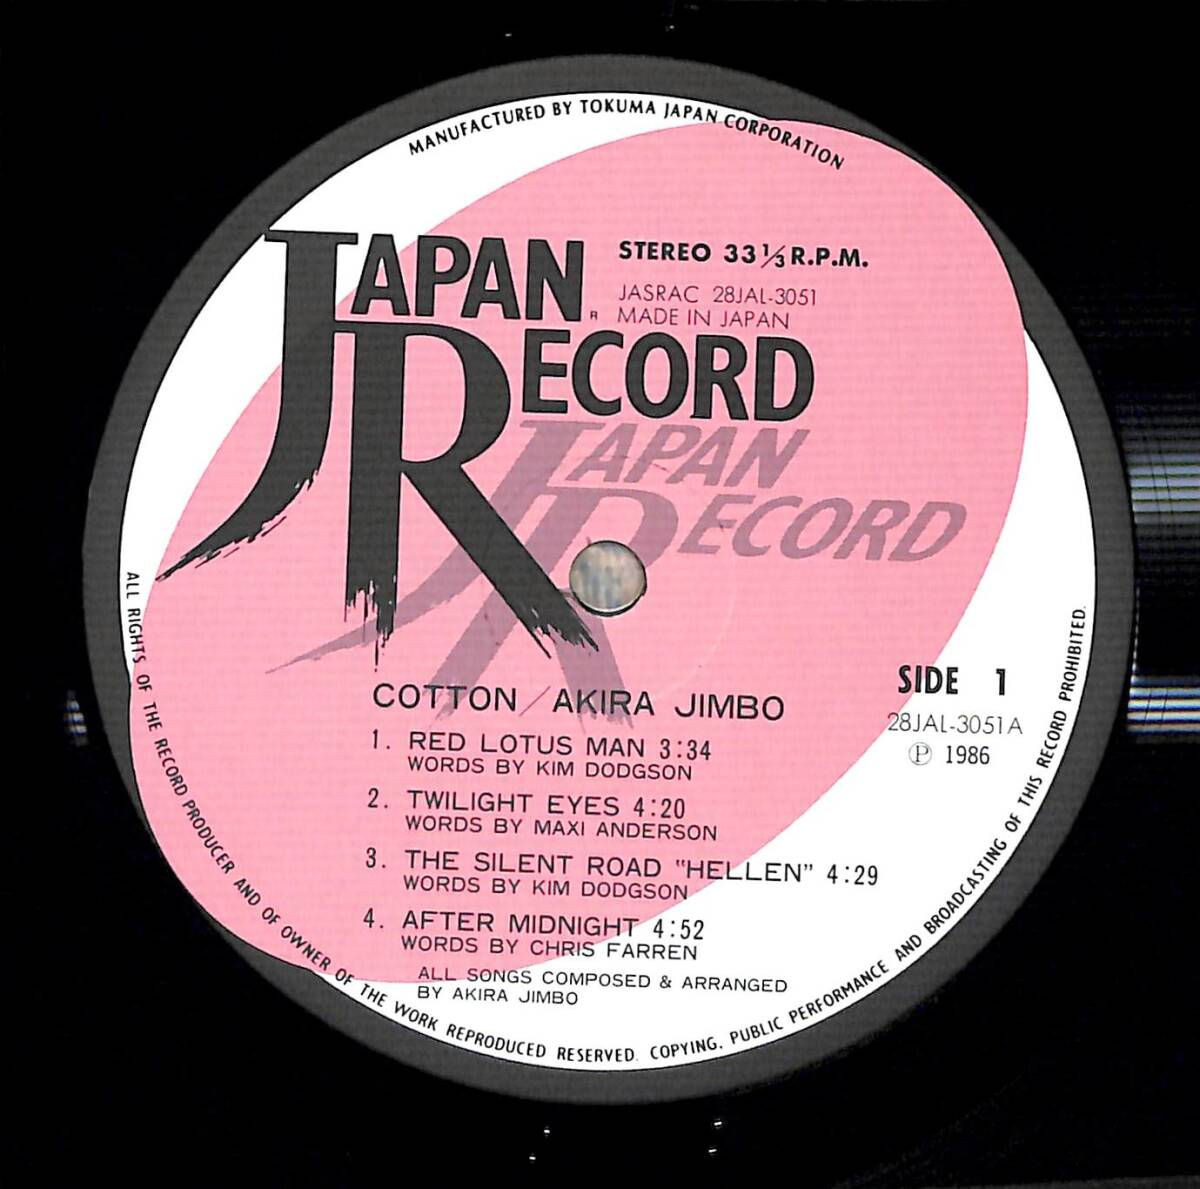 MANUFACTURED BY TOKUMA JAPAN CORPORATION
JAPAN
RECORD
®
STEREO 33 1/3 R.P.M.
JASRAC 28JAL-3051
MADE IN JAPAN
JAPAN
RECORD
SIDE 1
28JAL-3051A
Ⓟ 1986
COTTON / AKIRA JIMBO
1. RED LOTUS MAN 3:34
WORDS BY KIM DODGSON
2. TWILIGHT EYES 4:20
WORDS BY MAXI ANDERSON
3. THE SILENT ROAD "HELLEN" 4:29
WORDS BY KIM DODGSON
4. AFTER MIDNIGHT 4:52
WORDS BY CHRIS FARREN
ALL SONGS COMPOSED & ARRANGED
BY AKIRA JIMBO
ALL RIGHTS OF THE RECORD PRODUCER AND OF OWNER OF THE WORK REPRODUCED RESERVED. COPYING. PUBLIC PERFORMANCE AND BROADCASTING OF THIS RECORD PROHIBITED.